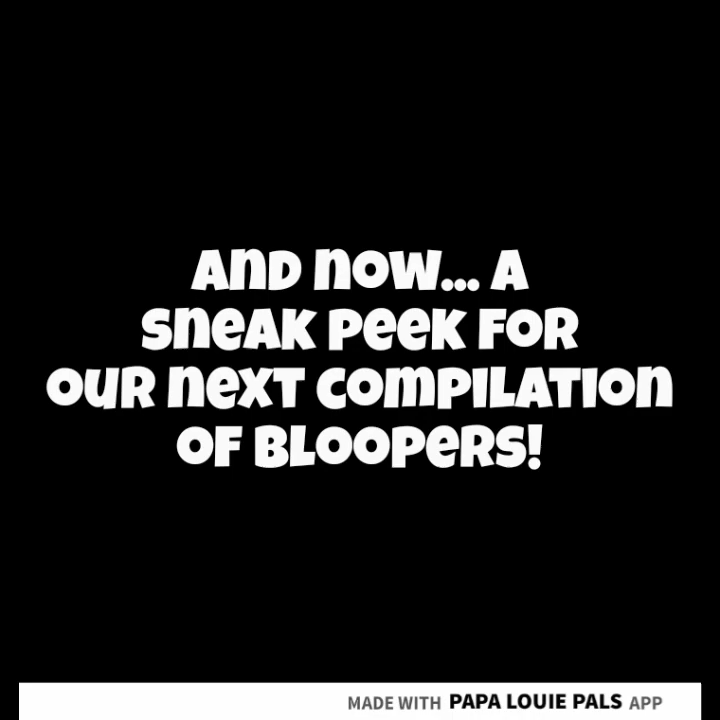 and now... a
sneak peek for
our next compilation
of bloopers!
MADE WITH PAPA LOUIE PALS APP